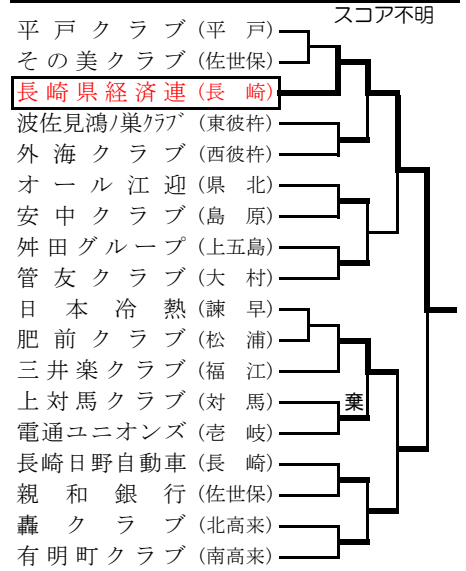 スコア不明
平戸クラブ(平戸)
その美クラブ(佐世保)
長崎県経済連(長崎)
波佐見鴻ノ巣クラブ(東彼杵)
外海クラブ(西彼杵)
オール江迎(県北)
安中クラブ(島原)
舛田グループ(上五島)
管友クラブ(大村)
日本冷熱(諫早)
肥前クラブ(松浦)
三井楽クラブ(福江)
上対馬クラブ(対馬)
棄
電通ユニオンズ(壱岐)
長崎日野自動車(長崎)
親和銀行(佐世保)
轟クラブ(北高来)
有明町クラブ(南高来)